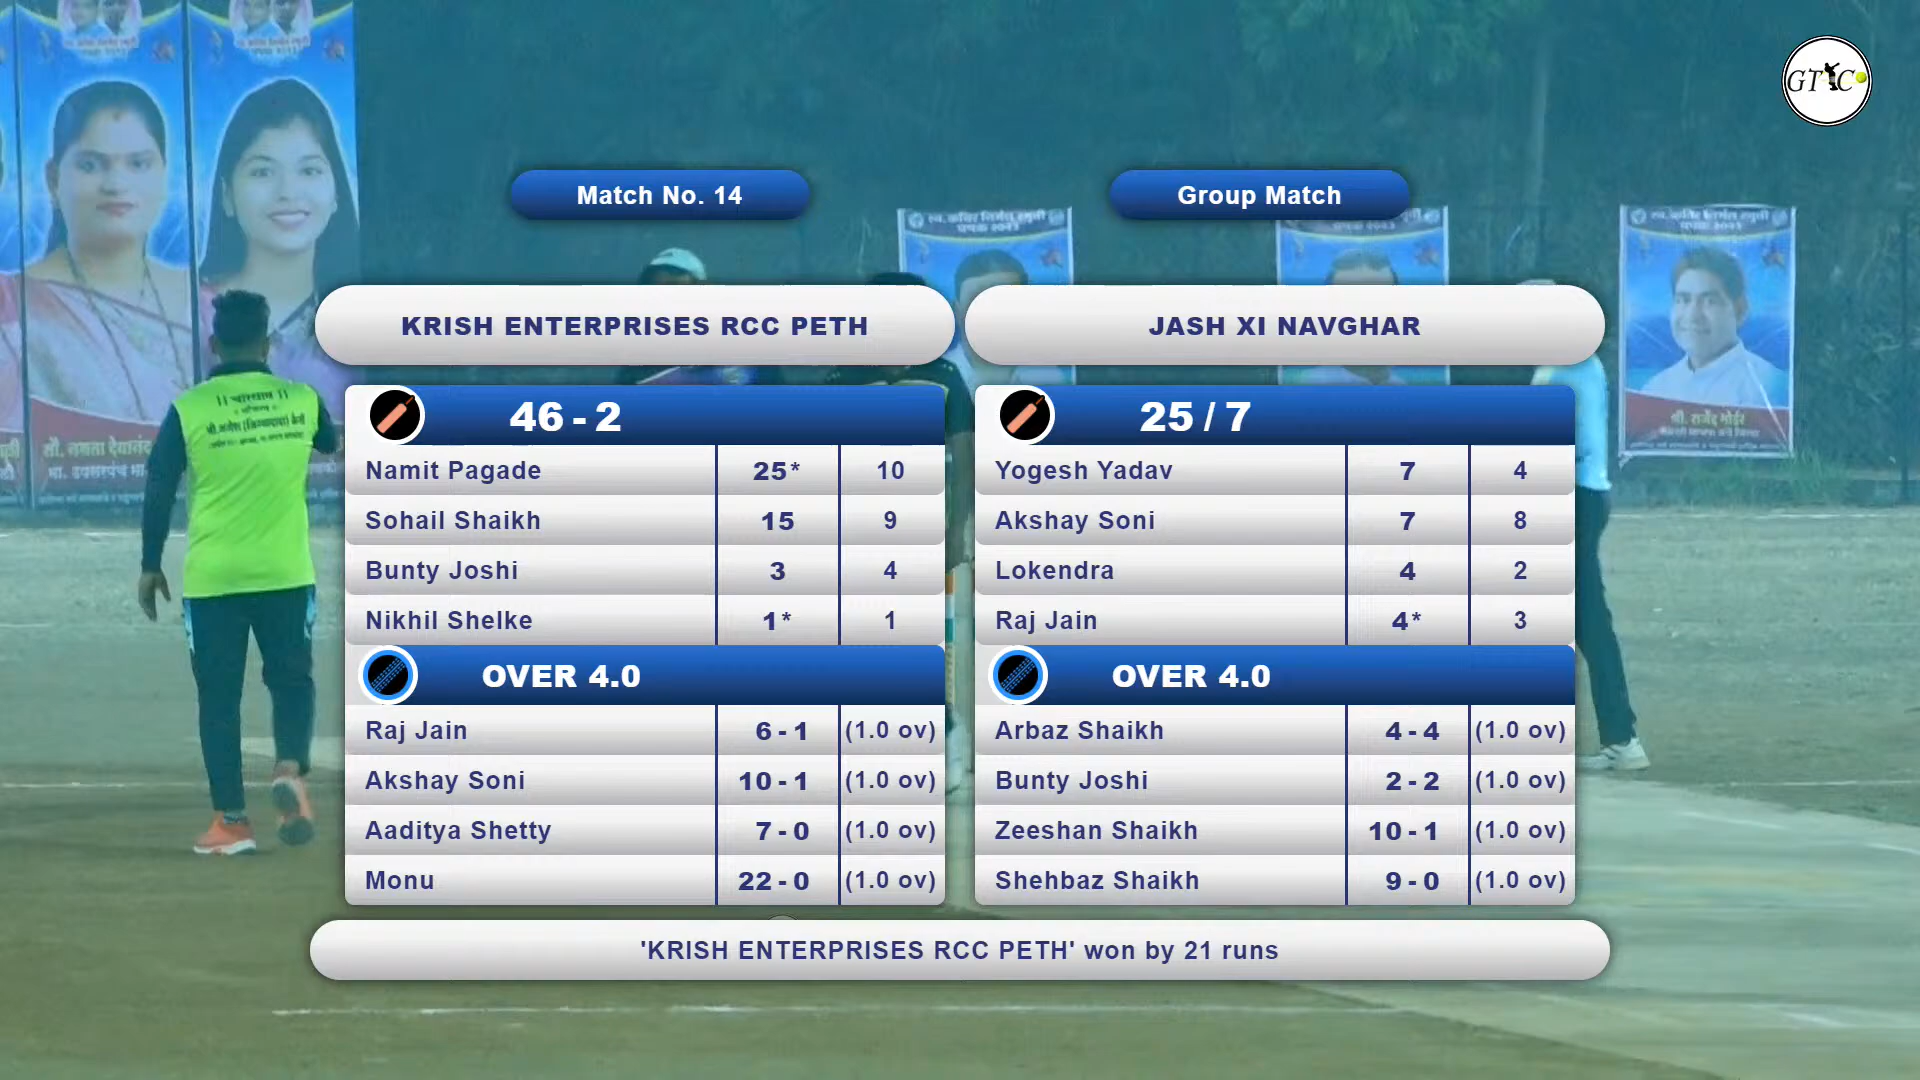 GTC
Match No. 14
Group Match
स्व. कबिर निर्मल स्मृती
चषक २०२३
KRISH ENTERPRISES RCC PETH
JASH XI NAVGHAR
46 - 2
Namit Pagade 25* 10
Sohail Shaikh 15 9
Bunty Joshi 3 4
Nikhil Shelke 1* 1
OVER 4.0
Raj Jain 6 - 1 (1.0 ov)
Akshay Soni 10 - 1 (1.0 ov)
Aaditya Shetty 7 - 0 (1.0 ov)
Monu 22 - 0 (1.0 ov)
25 / 7
Yogesh Yadav 7 4
Akshay Soni 7 8
Lokendra 4 2
Raj Jain 4* 3
OVER 4.0
Arbaz Shaikh 4 - 4 (1.0 ov)
Bunty Joshi 2 - 2 (1.0 ov)
Zeeshan Shaikh 10 - 1 (1.0 ov)
Shehbaz Shaikh 9 - 0 (1.0 ov)
'KRISH ENTERPRISES RCC PETH' won by 21 runs